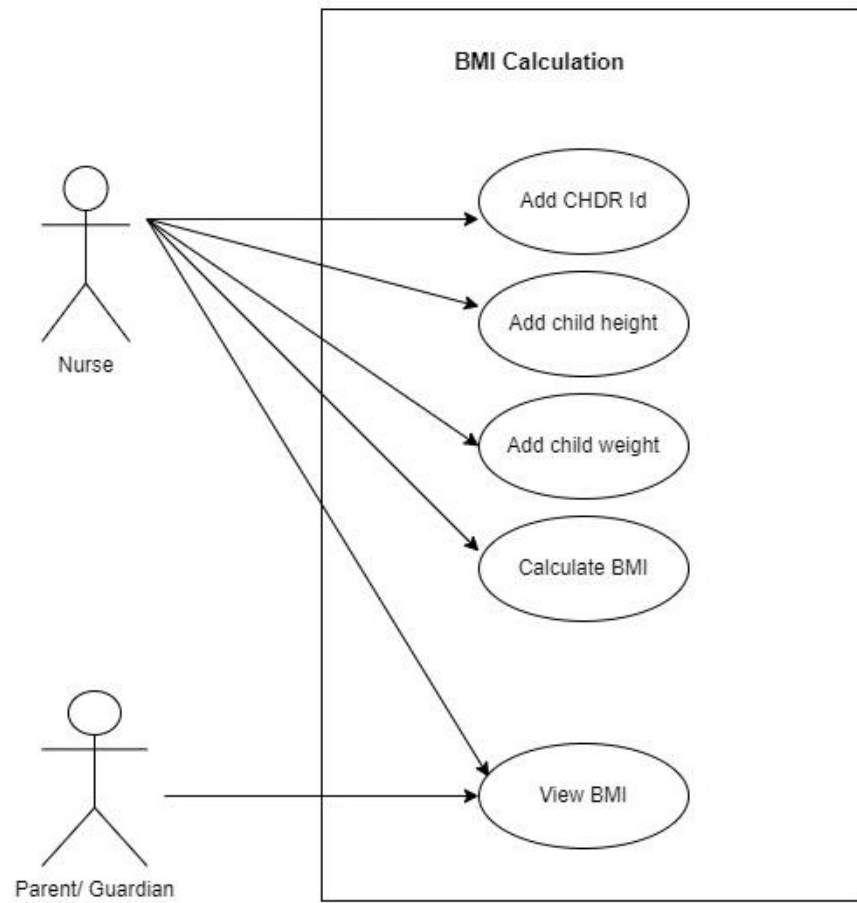 BMI Calculation
Add CHDR Id
Add child height
Nurse
Add child weight
Calculate BMI
View BMI
Parent/ Guardian